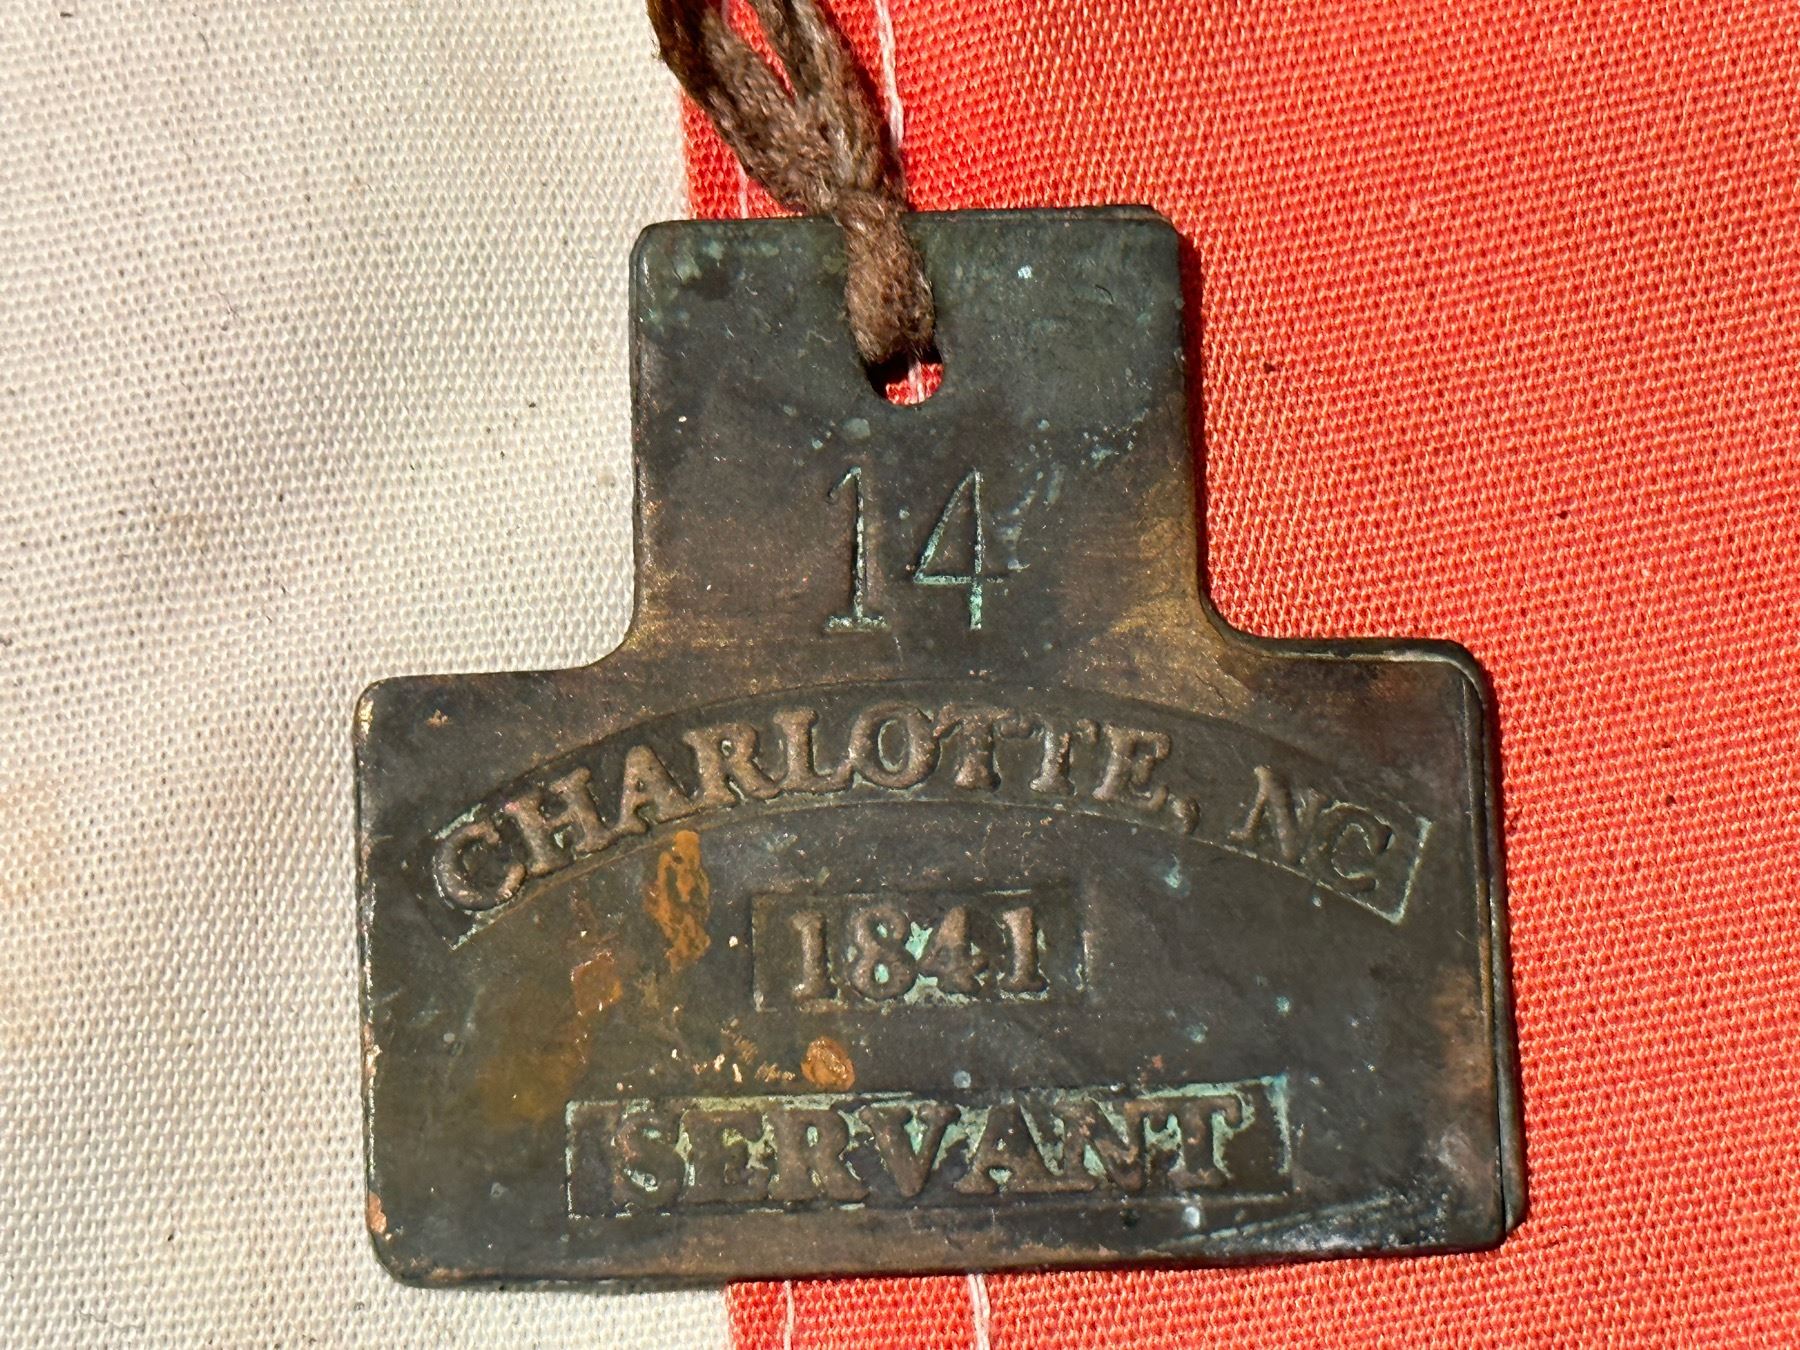 14
CHARLOTTE, NC
1841
SERVANT